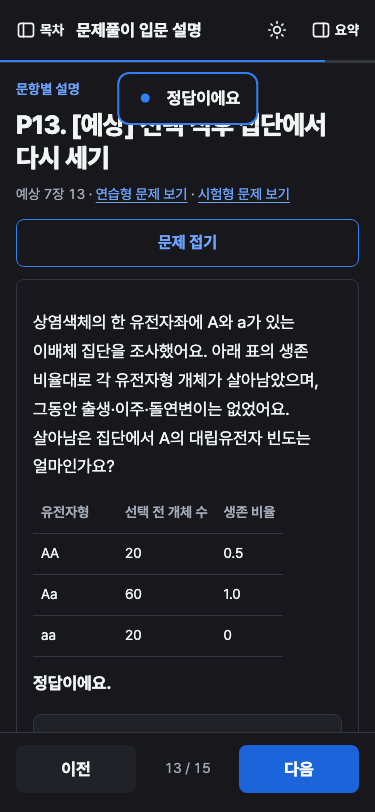 목차 문제풀이 입문 설명 요약
문항별 설명
정답이에요
P13. [예상] 선택 직후 집단에서
다시 세기
예상 7장 13 · 연습형 문제 보기 · 시험형 문제 보기
문제 접기
상염색체의 한 유전자좌에 A와 a가 있는
이배체 집단을 조사했어요. 아래 표의 생존
비율대로 각 유전자형 개체가 살아남았으며,
그동안 출생·이주·돌연변이는 없었어요.
살아남은 집단에서 A의 대립유전자 빈도는
얼마인가요?
유전자형 선택 전 개체 수 생존 비율
AA 20 0.5
Aa 60 1.0
aa 20 0
정답이에요.
이전 13 / 15 다음